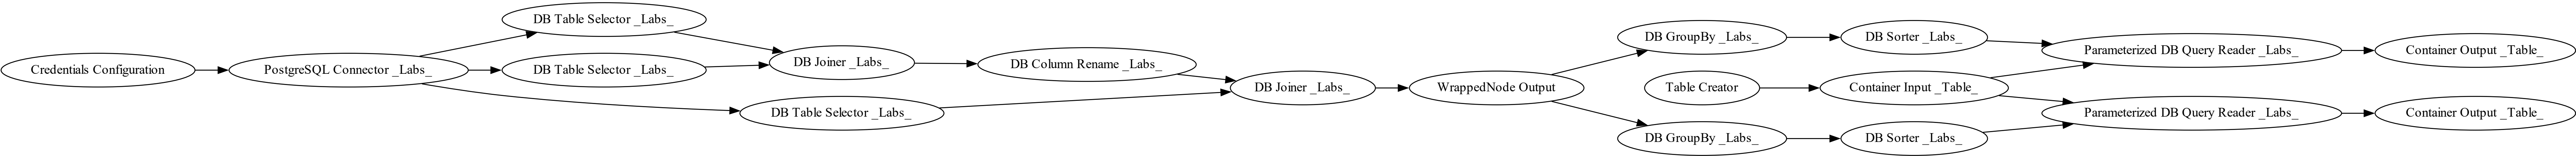 Credentials Configuration
PostgreSQL Connector _Labs_
DB Table Selector _Labs_
DB Table Selector _Labs_
DB Table Selector _Labs_
DB Joiner _Labs_
DB Column Rename _Labs_
DB Joiner _Labs_
WrappedNode Output
DB GroupBy _Labs_
DB Sorter _Labs_
Table Creator
Container Input _Table_
DB GroupBy _Labs_
DB Sorter _Labs_
Parameterized DB Query Reader _Labs_
Container Output _Table_
Parameterized DB Query Reader _Labs_
Container Output _Table_